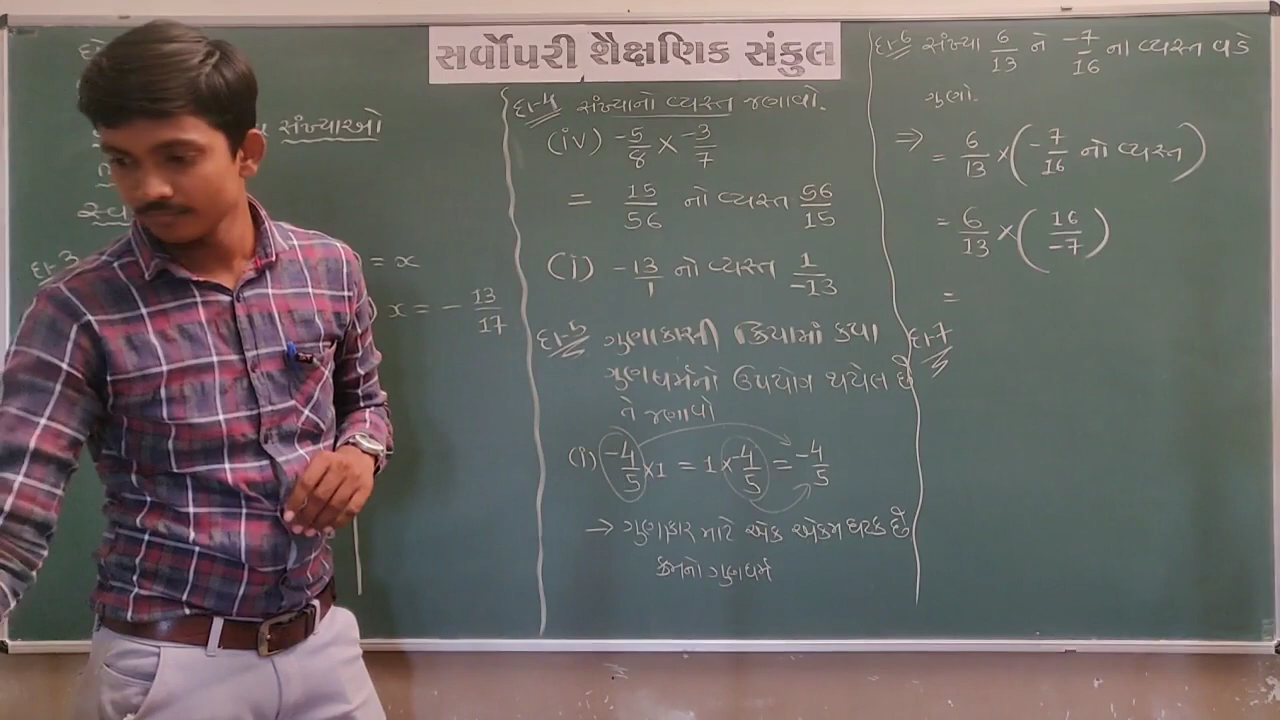 સર્વોપરી શૈક્ષણિક સંકુલ
સંખ્યાઓ
સ્વ
દા-3 = x
x = - 13/17
દા-4 સંખ્યાનો વ્યસ્ત જણાવો.
(iv) -5/8 × -3/7
= 15/56 નો વ્યસ્ત 56/15
(i) -13/1 નો વ્યસ્ત 1/-13
દા-5 ગુણાકારની ક્રિયામાં કયા
ગુણધર્મનો ઉપયોગ થયેલ છે
તે જણાવો
(i) -4/5 × 1 = 1 × -4/5 = -4/5
→ ગુણાકાર માટે એક એકમ ઘટક છે
ક્રમનો ગુણધર્મ
દા-6 સંખ્યા 6/13 ને -7/16 ના વ્યસ્ત વડે
ગુણો.
⇒ = 6/13 × (-7/16 નો વ્યસ્ત)
= 6/13 × (16/-7)
=
દા-7